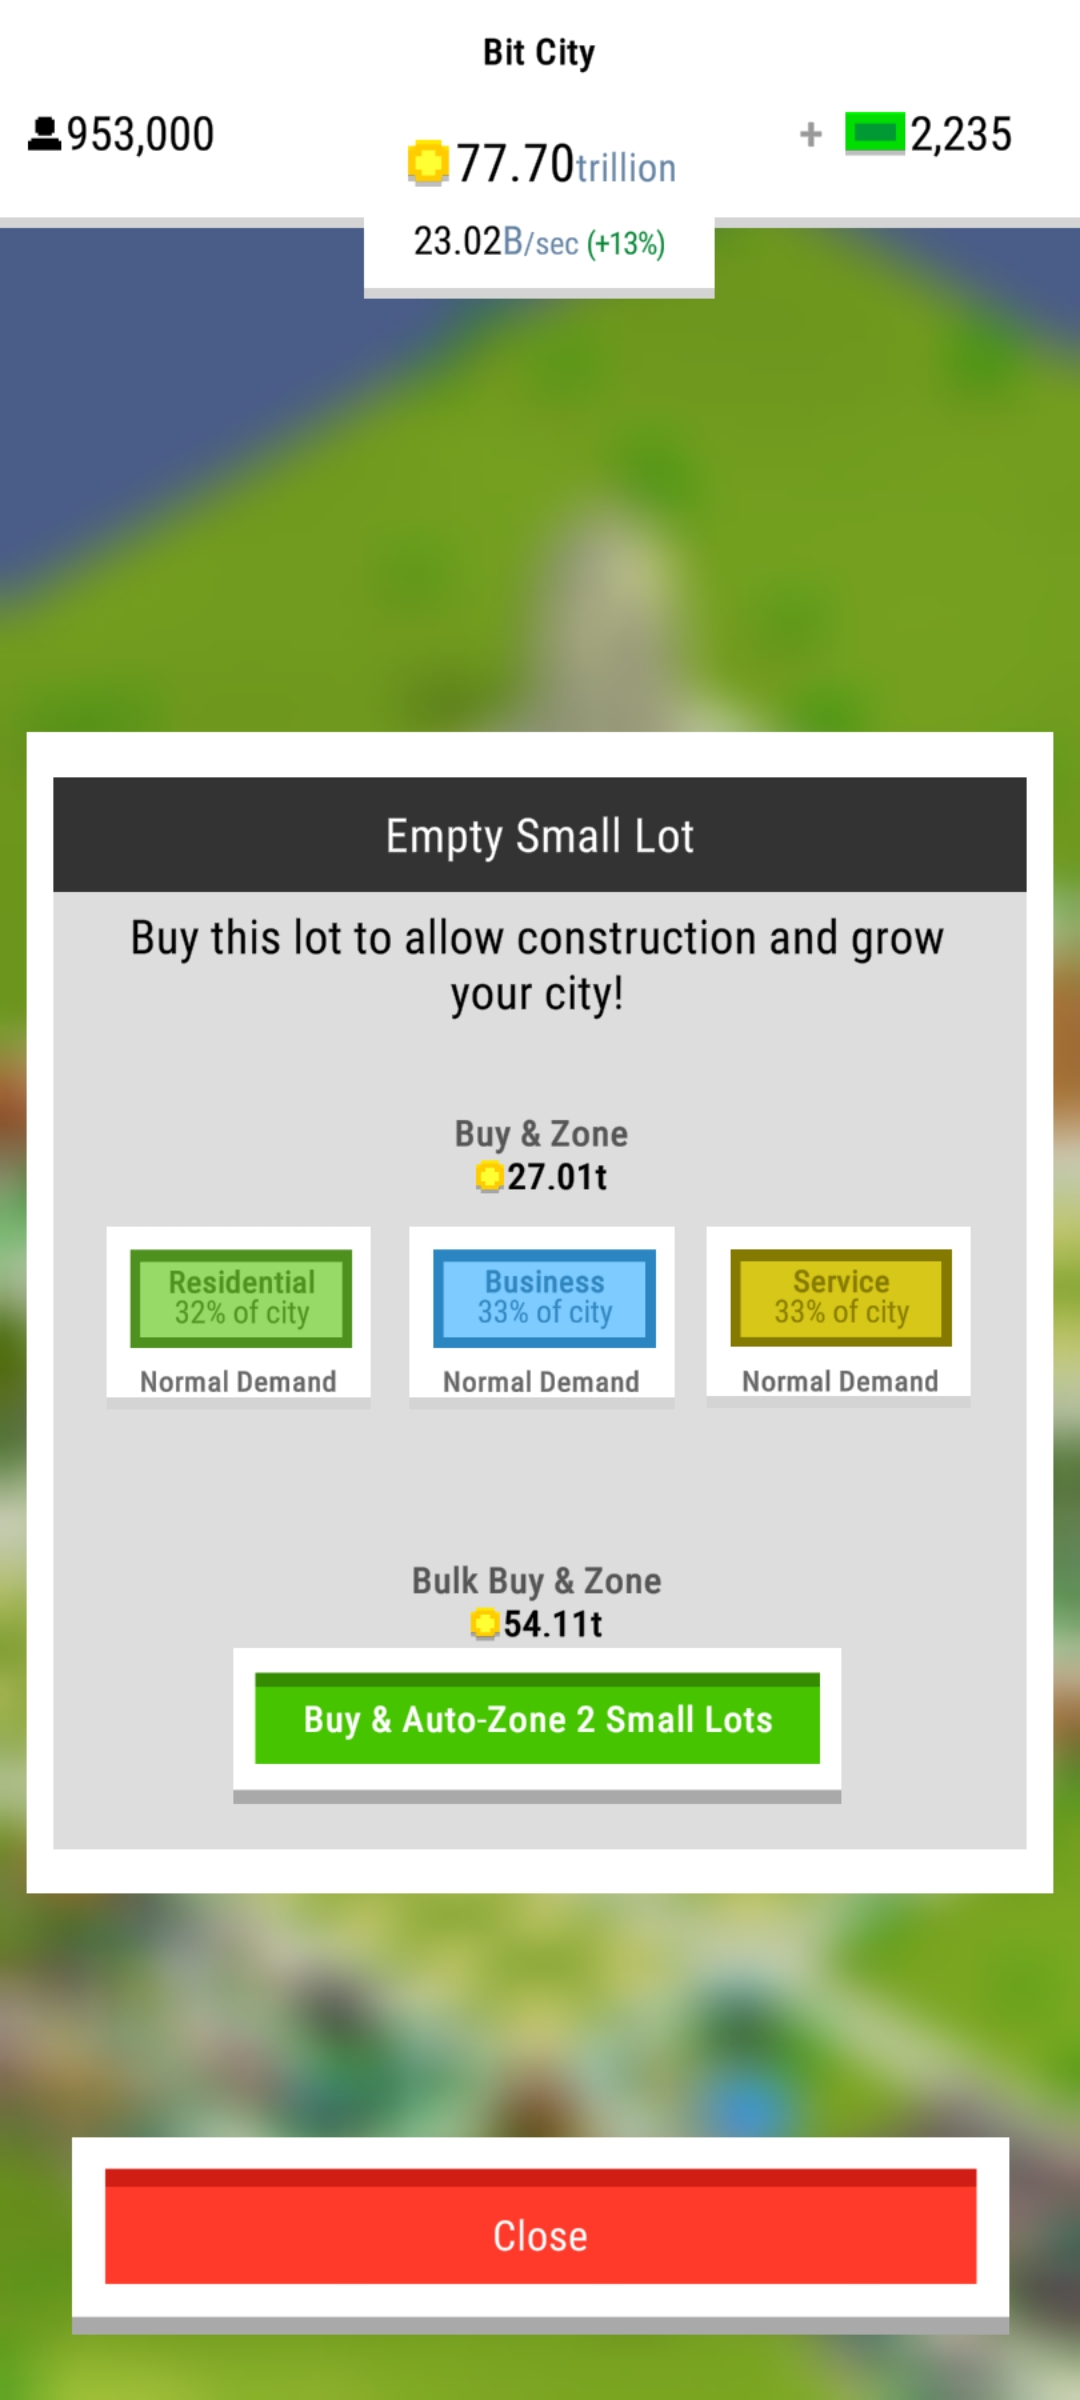 Bit City
953,000
77.70trillion
+ 2,235
23.02B/sec (+13%)
Empty Small Lot
Buy this lot to allow construction and grow
your city!
Buy & Zone
27.01t
Residential
32% of city
Normal Demand
Business
33% of city
Normal Demand
Service
33% of city
Normal Demand
Bulk Buy & Zone
54.11t
Buy & Auto-Zone 2 Small Lots
Close